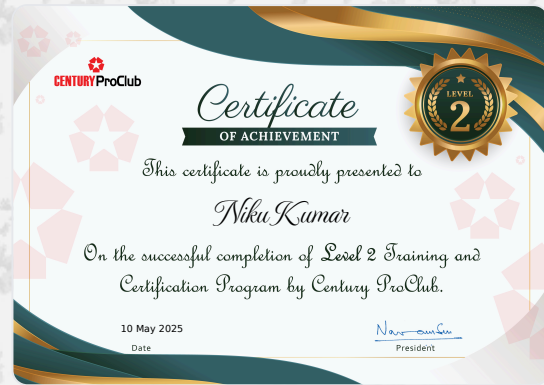 CENTURY ProClub
Certificate
OF ACHIEVEMENT
LEVEL
2
This certificate is proudly presented to
Niku Kumar
On the successful completion of Level 2 Training and
Certification Program by Century ProClub.
10 May 2025
Date
President